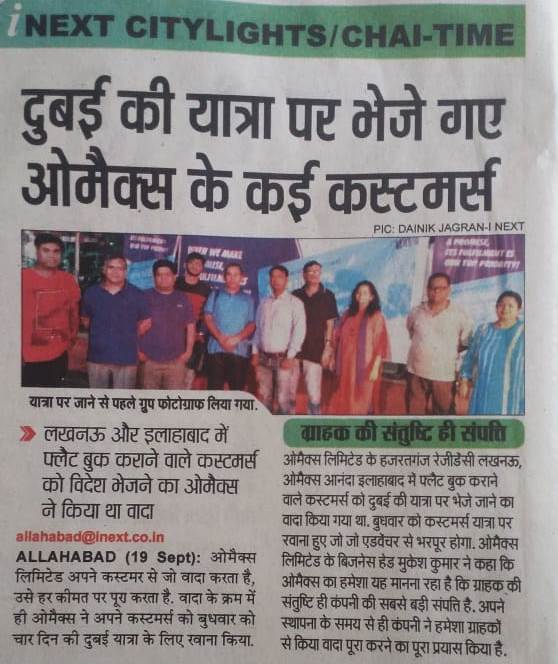 i NEXT CITYLIGHTS/CHAI-TIME
दुबई की यात्रा पर भेजे गए
ओमैक्स के कई कस्टमर्स
PIC: DAINIK JAGRAN-I NEXT
WHEN WE MAKE
A PROMISE,
ITS FULFILMENT IS
OUR TOP PRIORITY!
यात्रा पर जाने से पहले ग्रुप फोटोग्राफ लिया गया.
लखनऊ और इलाहाबाद में
फ्लैट बुक कराने वाले कस्टमर्स
को विदेश भेजने का ओमैक्स
ने किया था वादा
allahabad@inext.co.in
ALLAHABAD (19 Sept): ओमैक्स
लिमिटेड अपने कस्टमर से जो वादा करता है,
उसे हर कीमत पर पूरा करता है. वादा के क्रम में
ही ओमैक्स ने अपने कस्टमर्स को बुधवार को
चार दिन की दुबई यात्रा के लिए रवाना किया.
ग्राहक की संतुष्टि ही संपत्ति
ओमैक्स लिमिटेड के हजरतगंज रेजीडेंसी लखनऊ,
ओमैक्स आनंदा इलाहाबाद में फ्लैट बुक कराने
वाले कस्टमर्स को दुबई की यात्रा पर भेजे जाने का
वादा किया गया था. बुधवार को कस्टमर्स यात्रा पर
रवाना हुए जो जो एडवेंचर से भरपूर होगा. ओमैक्स
लिमिटेड के बिजनेस हेड मुकेश कुमार ने कहा कि
ओमैक्स का हमेशा यह मानना रहा है कि ग्राहक की
संतुष्टि ही कंपनी की सबसे बड़ी संपत्ति है. अपने
स्थापना के समय से ही कंपनी ने हमेशा ग्राहकों
से किया वादा पूरा करने का पूरा प्रयास किया है.